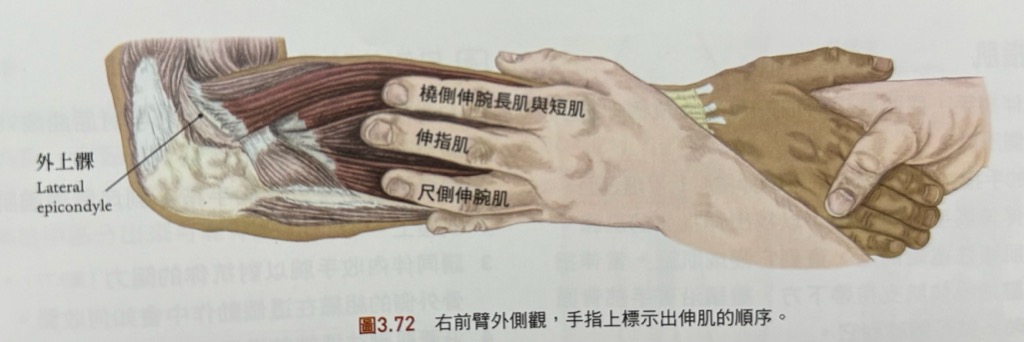 橈側伸腕長肌與短肌
伸指肌
外上髁
Lateral
epicondyle
尺側伸腕肌
圖3.72 右前臂外側觀，手指上標示出伸肌的順序。